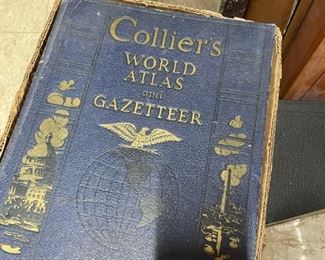 Collier's
WORLD
ATLAS
and
GAZETTEER